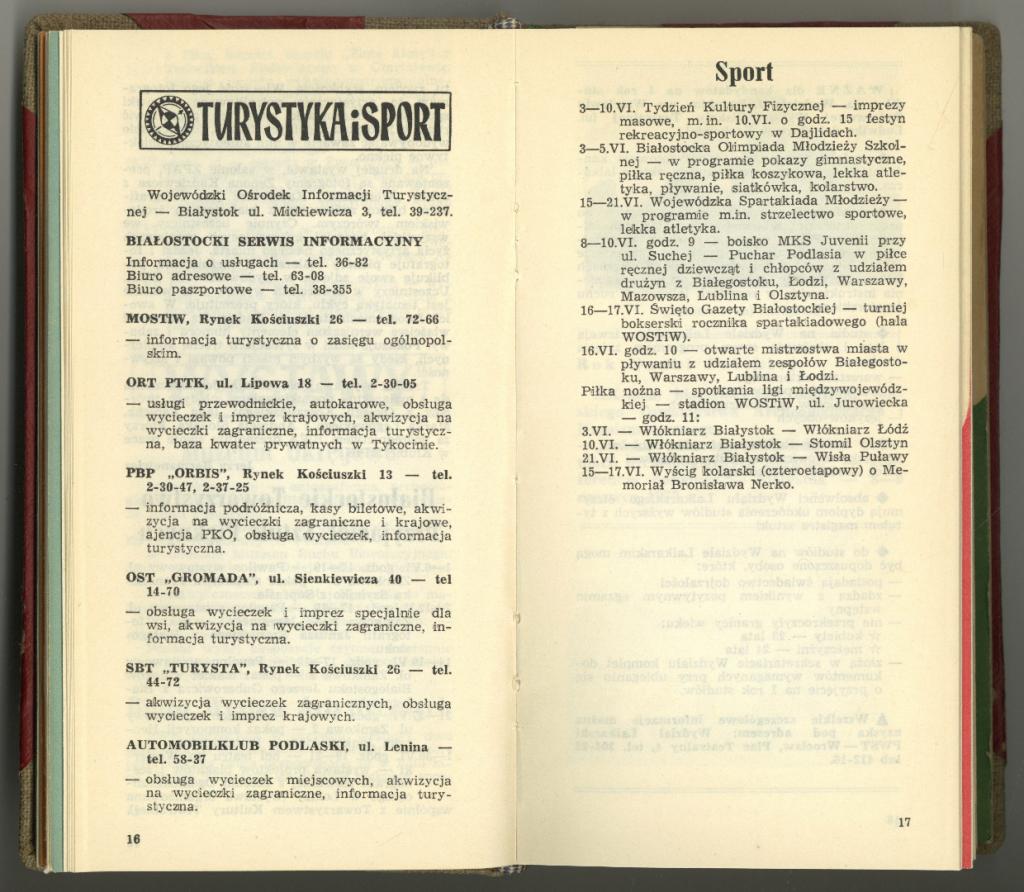 TURYSTYKA i SPORT
Wojewódzki Ośrodek Informacji Turystycz-
nej — Białystok ul. Mickiewicza 3, tel. 39-237.
BIAŁOSTOCKI SERWIS INFORMACYJNY
Informacja o usługach — tel. 36-82
Biuro adresowe — tel. 63-08
Biuro paszportowe — tel. 38-355
MOSTiW, Rynek Kościuszki 26 — tel. 72-66
— informacja turystyczna o zasięgu ogólnopol-
skim.
ORT PTTK, ul. Lipowa 18 — tel. 2-30-05
— usługi przewodnickie, autokarowe, obsługa
wycieczek i imprez krajowych, akwizycja na
wycieczki zagraniczne, informacja turystycz-
na, baza kwater prywatnych w Tykocinie.
PBP „ORBIS”, Rynek Kościuszki 13 — tel.
2-30-47, 2-37-25
— informacja podróżnicza, kasy biletowe, akwi-
zycja na wycieczki zagraniczne i krajowe,
ajencja PKO, obsługa wycieczek, informacja
turystyczna.
OST „GROMADA”, ul. Sienkiewicza 40 — tel
14-70
— obsługa wycieczek i imprez specjalnie dla
wsi, akwizycja na wycieczki zagraniczne, in-
formacja turystyczna.
SBT „TURYSTA”, Rynek Kościuszki 26 — tel.
44-72
— akwizycja wycieczek zagranicznych, obsługa
wycieczek i imprez krajowych.
AUTOMOBILKLUB PODLASKI, ul. Lenina —
tel. 58-37
— obsługa wycieczek miejscowych, akwizycja
na wycieczki zagraniczne, informacja tury-
styczna.
16
Sport
3—10.VI. Tydzień Kultury Fizycznej — imprezy
masowe, m.in. 10.VI. o godz. 15 festyn
rekreacyjno-sportowy w Dajlidach.
3—5.VI. Białostocka Olimpiada Młodzieży Szkol-
nej — w programie pokazy gimnastyczne,
piłka ręczna, piłka koszykowa, lekka atle-
tyka, pływanie, siatkówka, kolarstwo.
15—21.VI. Wojewódzka Spartakiada Młodzieży —
w programie m.in. strzelectwo sportowe,
lekka atletyka.
8—10.VI. godz. 9 — boisko MKS Juvenii przy
ul. Suchej — Puchar Podlasia w piłce
ręcznej dziewcząt i chłopców z udziałem
drużyn z Białegostoku, Łodzi, Warszawy,
Mazowsza, Lublina i Olsztyna.
16—17.VI. Święto Gazety Białostockiej — turniej
bokserski rocznika spartakiadowego (hala
WOSTiW).
16.VI. godz. 10 — otwarte mistrzostwa miasta w
pływaniu z udziałem zespołów Białegosto-
ku, Warszawy, Lublina i Łodzi.
Piłka nożna — spotkania ligi międzywojewódz-
kiej — stadion WOSTiW, ul. Jurowiecka
— godz. 11:
3.VI. — Włókniarz Białystok — Włókniarz Łódź
10.VI. — Włókniarz Białystok — Stomil Olsztyn
21.VI. — Włókniarz Białystok — Wisła Puławy
15—17.VI. Wyścig kolarski (czteroetapowy) o Me-
moriał Bronisława Nerko.
17